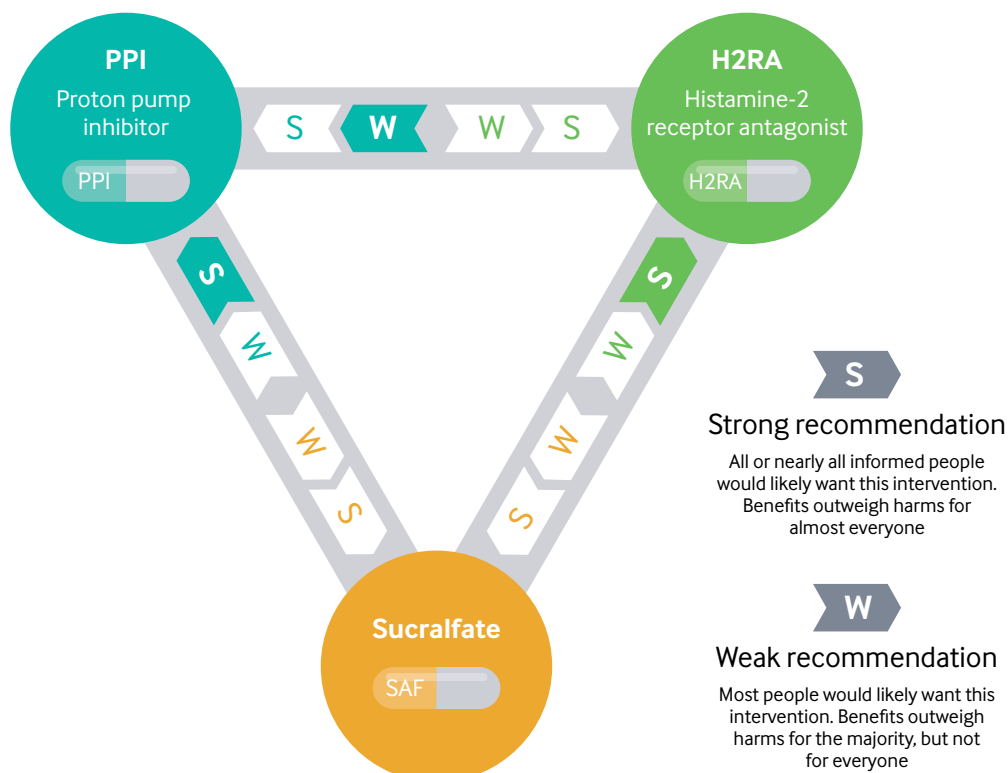 PPI
Proton pump
inhibitor
PPI
S W W S
H2RA
Histamine-2
receptor antagonist
H2RA
S
W
W
S
S
W
W
S
Sucralfate
SAF
S
Strong recommendation
All or nearly all informed people
would likely want this intervention.
Benefits outweigh harms for
almost everyone
W
Weak recommendation
Most people would likely want this
intervention. Benefits outweigh
harms for the majority, but not
for everyone